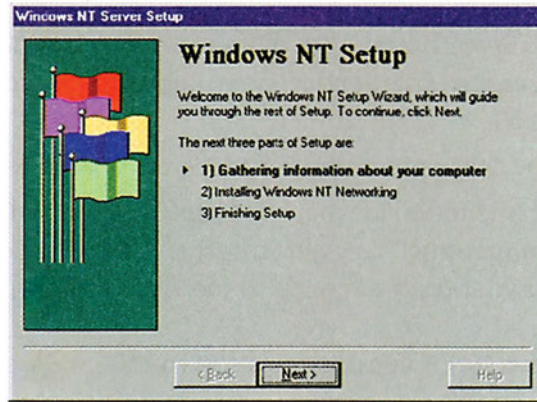 Windows NT Server Setup
Windows NT Setup
Welcome to the Windows NT Setup Wizard, which will guide
you through the rest of Setup. To continue, click Next.
The next three parts of Setup are:
1) Gathering information about your computer
2) Installing Windows NT Networking
3) Finishing Setup
< Back
Next >
Help